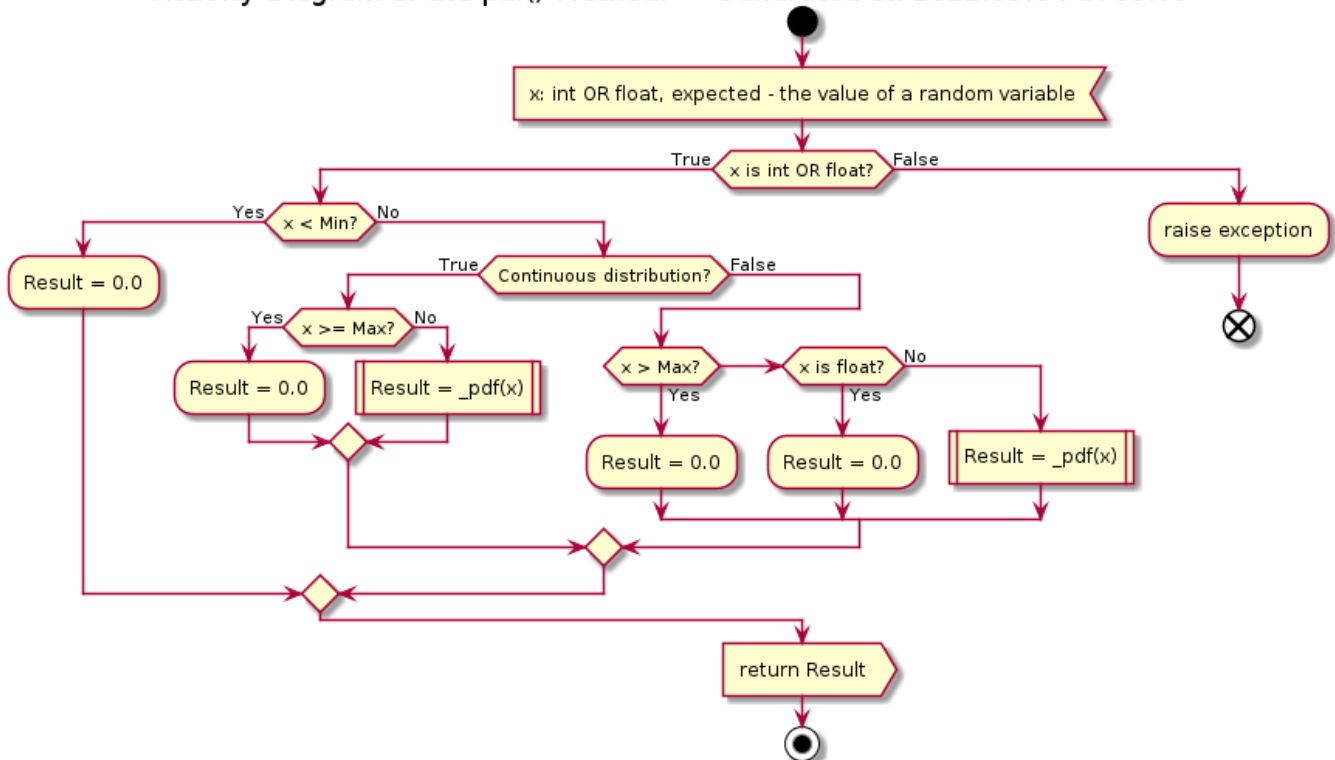 x: int OR float, expected - the value of a random variable
True
x is int OR float?
False
Yes
x < Min?
No
raise exception
Result = 0.0
True
Continuous distribution?
False
Yes
x >= Max?
No
x > Max?
x is float?
No
Result = 0.0
Result = _pdf(x)
Yes
Yes
Result = 0.0
Result = 0.0
Result = _pdf(x)
return Result